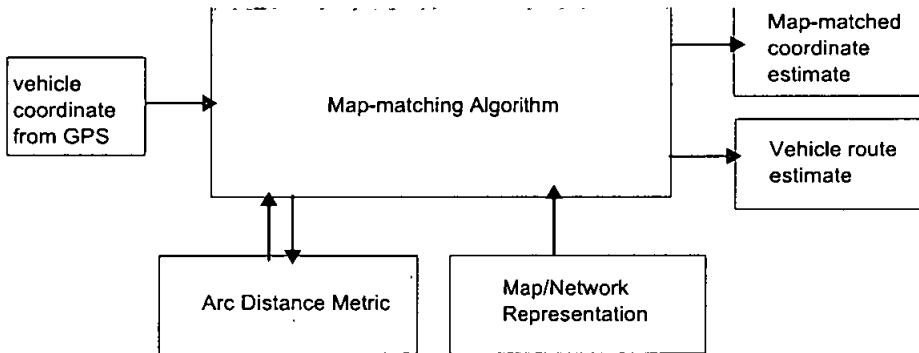 Map-matched
coordinate
estimate
vehicle
coordinate
from GPS
Map-matching Algorithm
Vehicle route
estimate
Arc Distance Metric
Map/Network
Representation